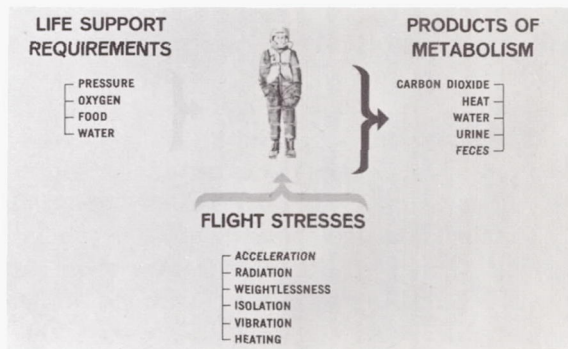 LIFE SUPPORT
REQUIREMENTS
PRESSURE
OXYGEN
FOOD
WATER
PRODUCTS OF
METABOLISM
CARBON DIOXIDE
HEAT
WATER
URINE
FECES
FLIGHT STRESSES
ACCELERATION
RADIATION
WEIGHTLESSNESS
ISOLATION
VIBRATION
HEATING